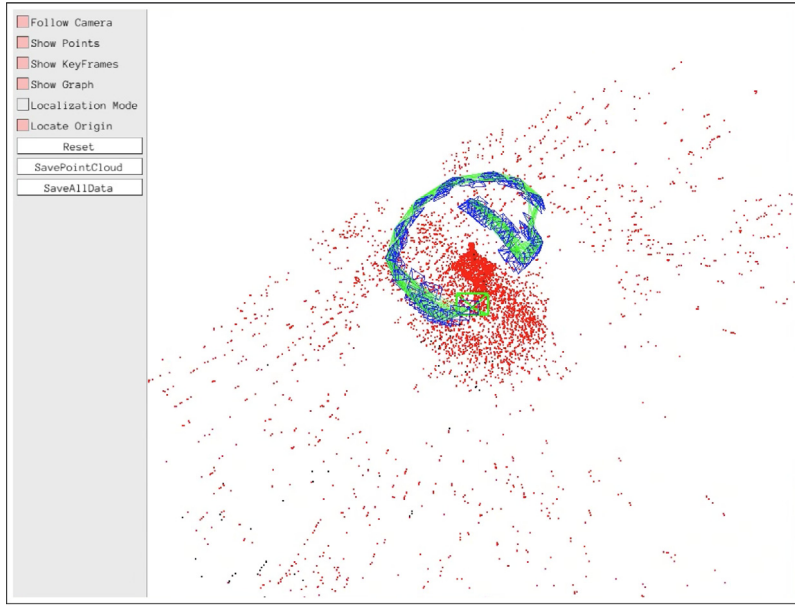 Follow Camera
Show Points
Show KeyFrames
Show Graph
Localization Mode
Locate Origin
Reset
SavePointCloud
SaveAllData